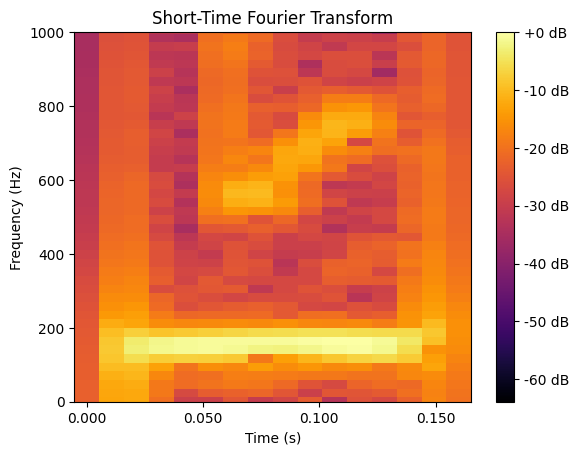 Short-Time Fourier Transform
1000
800
600
400
200
0
Frequency (Hz)
0.000
0.050
0.100
0.150
Time (s)
+0 dB
-10 dB
-20 dB
-30 dB
-40 dB
-50 dB
-60 dB